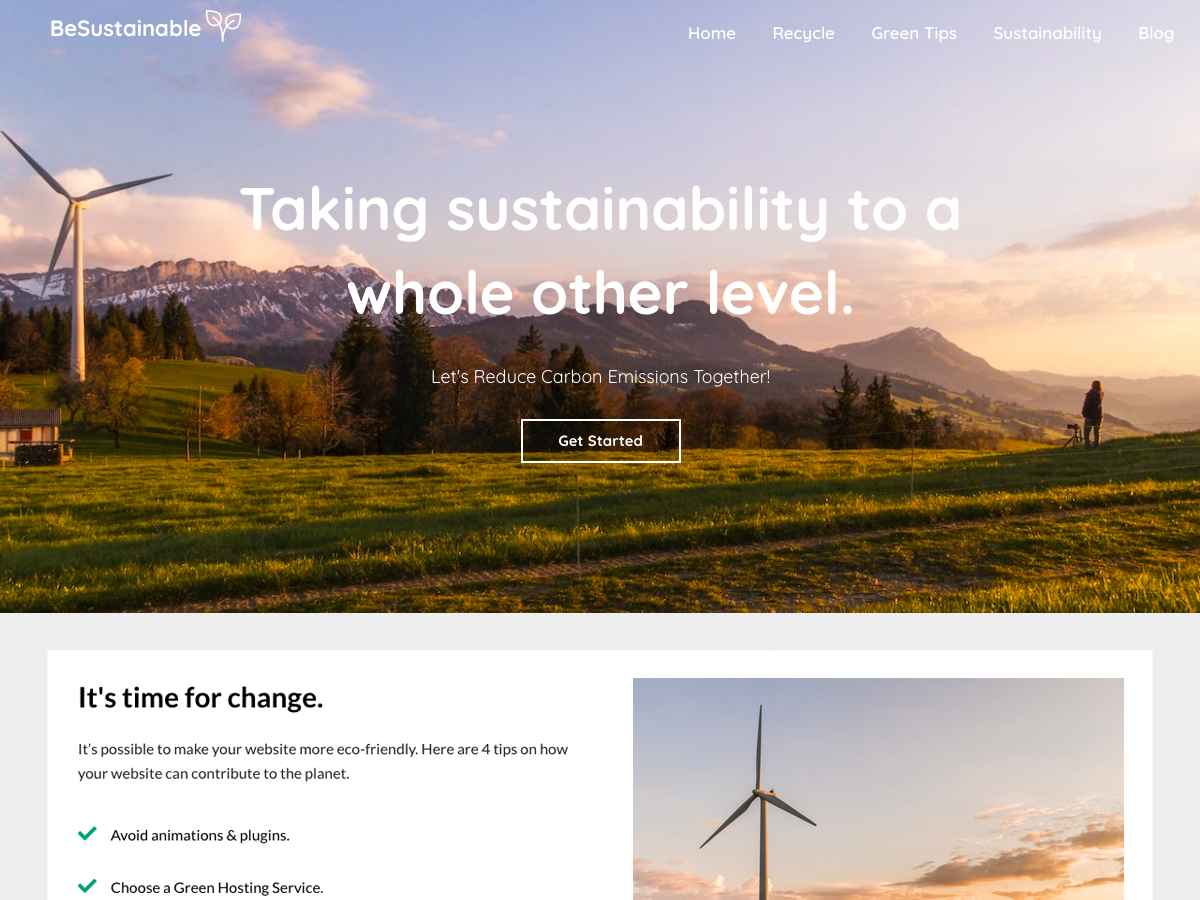 BeSustainable
Home Recycle Green Tips Sustainability Blog
Taking sustainability to a
whole other level.
Let's Reduce Carbon Emissions Together!
Get Started
It's time for change.
It's possible to make your website more eco-friendly. Here are 4 tips on how
your website can contribute to the planet.
Avoid animations & plugins.
Choose a Green Hosting Service.